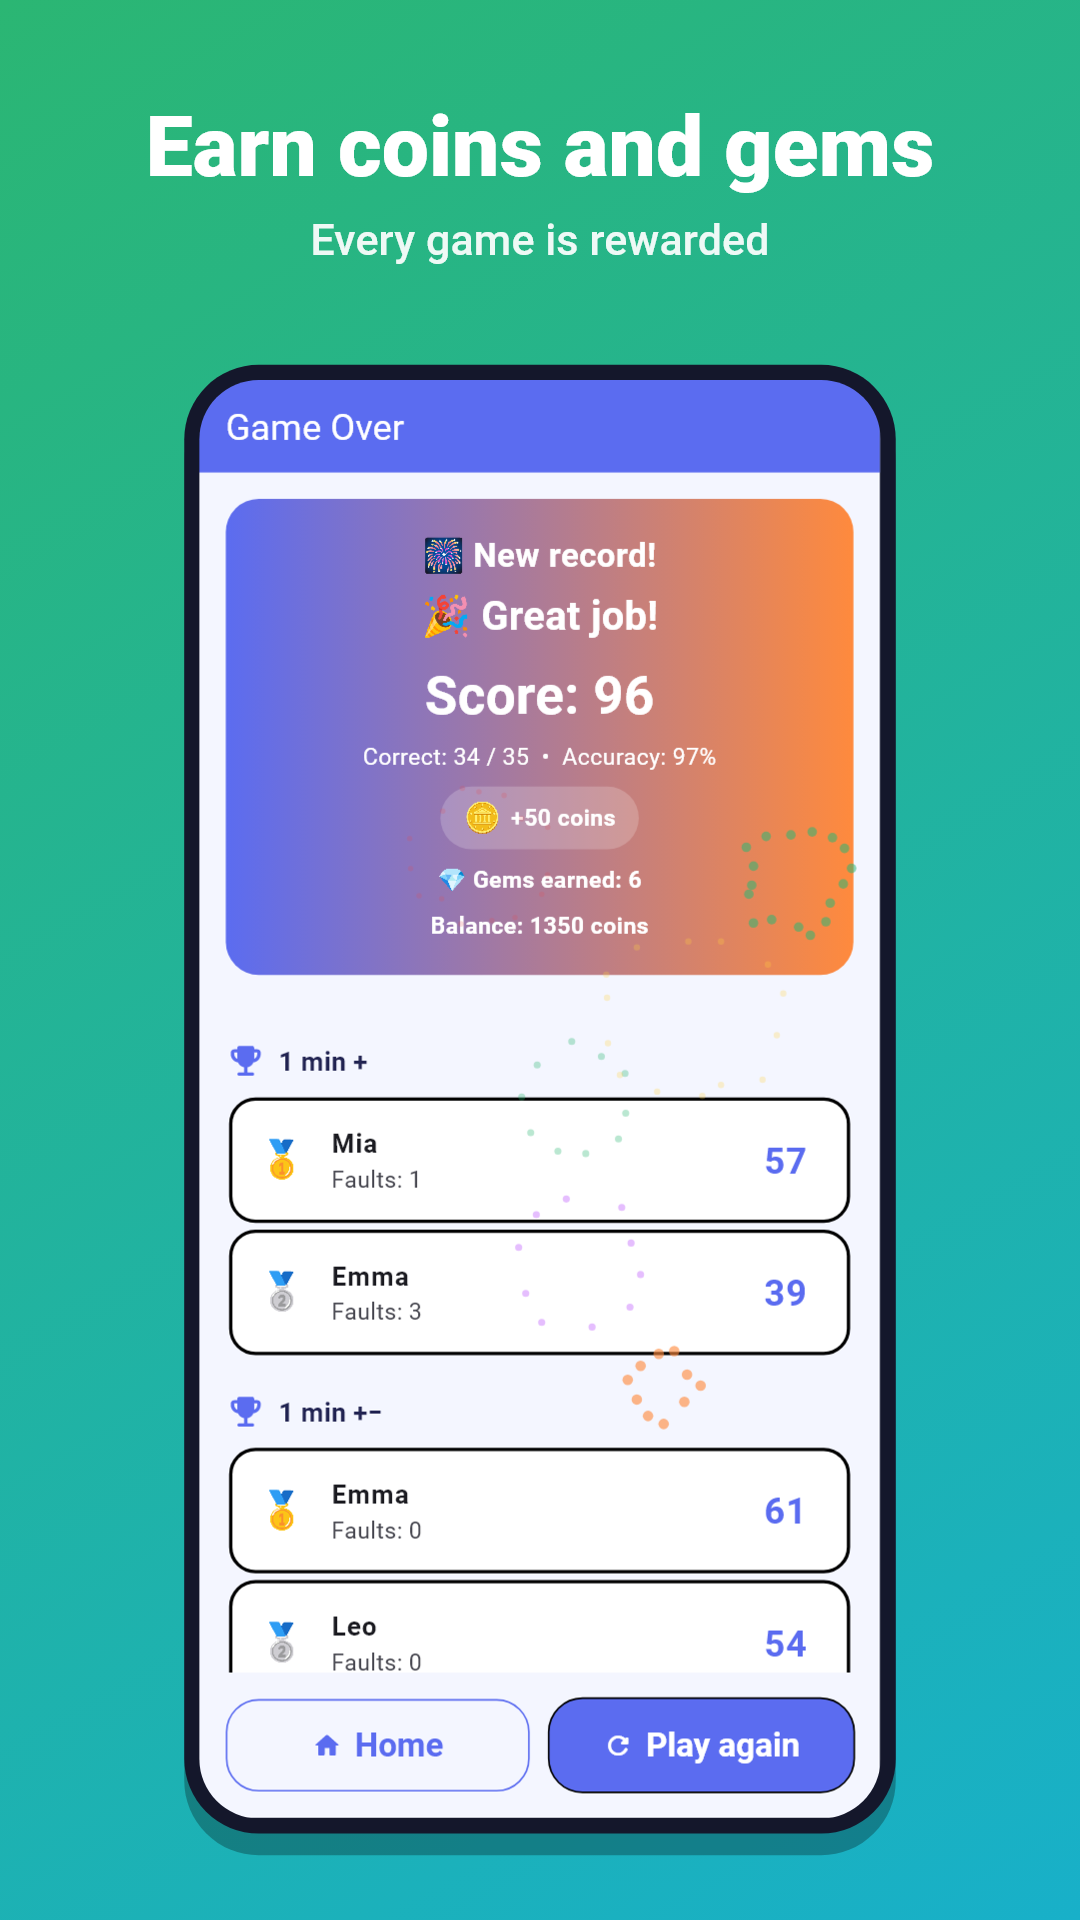 Earn coins and gems
Every game is rewarded
Game Over
🎆 New record!
🎉 Great job!
Score: 96
Correct: 34 / 35 • Accuracy: 97%
🪙 +50 coins
💎 Gems earned: 6
Balance: 1350 coins
🏆 1 min +
🥇 Mia 57
Faults: 1
🥈 Emma 39
Faults: 3
🏆 1 min +−
🥇 Emma 61
Faults: 0
🥈 Leo 54
Faults: 0
Home Play again